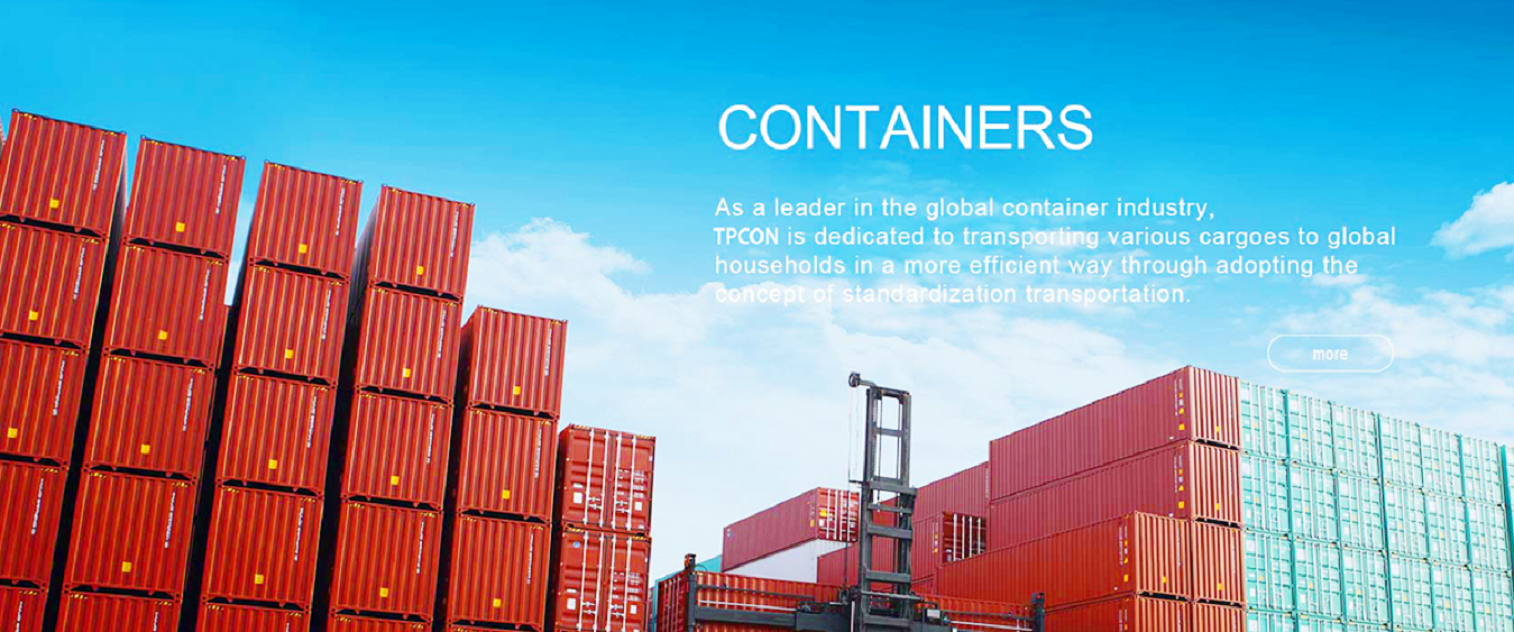 CONTAINERS
As a leader in the global container industry,
TPCON is dedicated to transporting various cargoes to global
households in a more efficient way through adopting the
concept of standardization transportation.
more